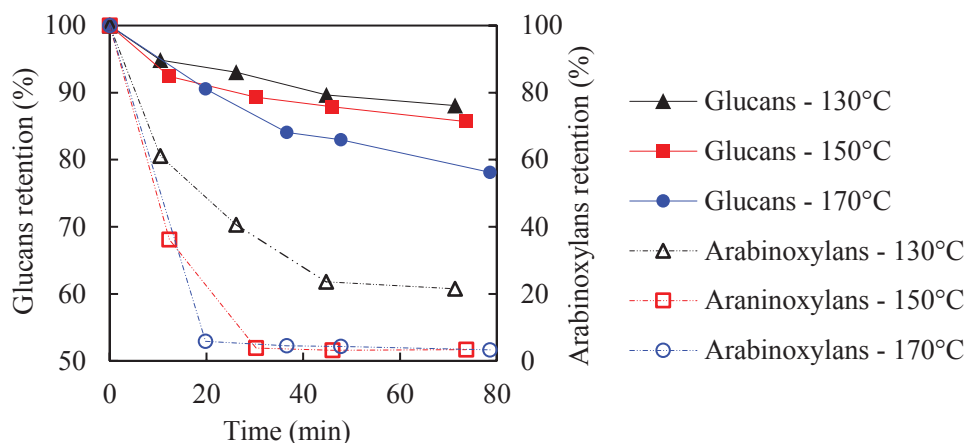 100
90
80
70
60
50
Glucans retention (%)
0
20
40
60
80
Time (min)
100
80
60
40
20
0
Arabinoxylans retention (%)
Glucans - 130°C
Glucans - 150°C
Glucans - 170°C
Arabinoxylans - 130°C
Araninoxylans - 150°C
Arabinoxylans - 170°C